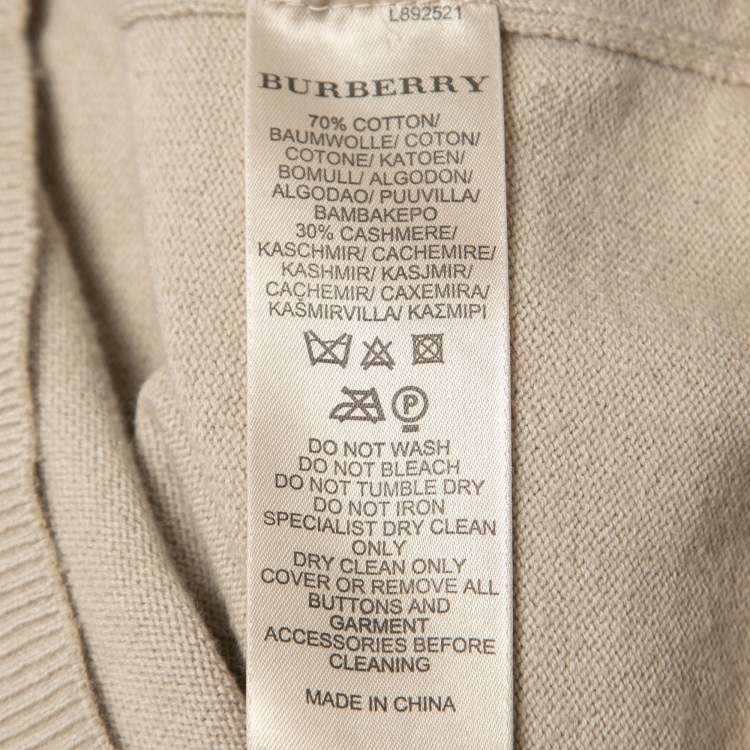 L892521
BURBERRY
70% COTTON/
BAUMWOLLE/ COTON/
COTONE/ KATOEN/
BOMULL/ ALGODON/
ALGODAO/ PUUVILLA/
BAMBAKEPO
30% CASHMERE/
KASCHMIR/ CACHEMIRE/
KASHMIR/ KASJMIR/
CACHEMIR/ CAXEMIRA/
KAŠMIRVILLA/ ΚΑΣΜΙΡΙ
P
DO NOT WASH
DO NOT BLEACH
DO NOT TUMBLE DRY
DO NOT IRON
SPECIALIST DRY CLEAN
ONLY
DRY CLEAN ONLY
COVER OR REMOVE ALL
BUTTONS AND
GARMENT
ACCESSORIES BEFORE
CLEANING
MADE IN CHINA